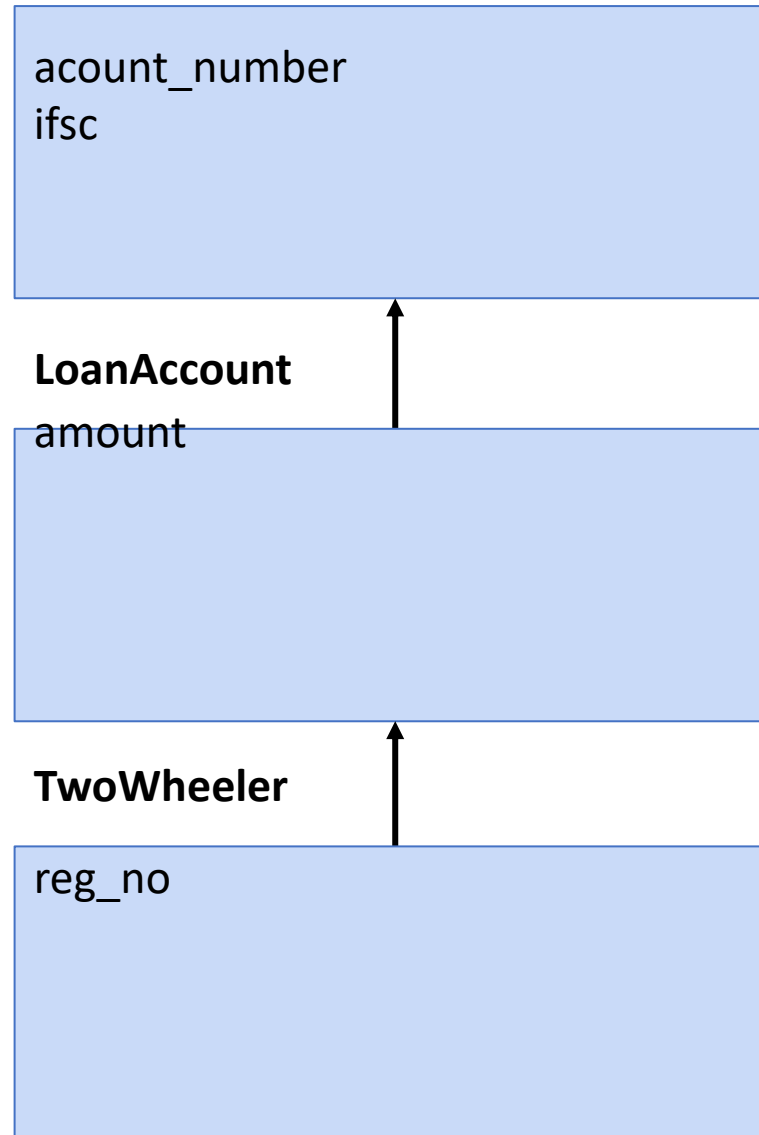 acount_number
ifsc
LoanAccount
amount
TwoWheeler
reg_no